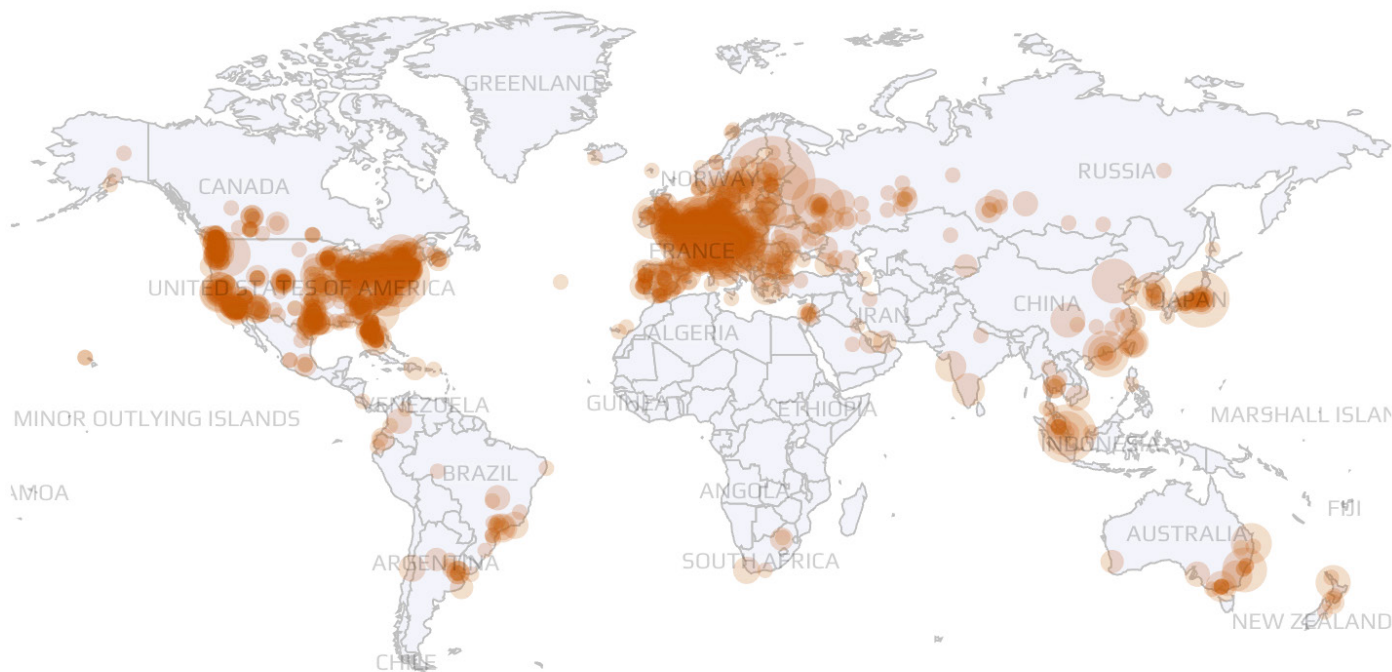 GREENLAND
NORWAY
RUSSIA
CANADA
FRANCE
UNITED STATES OF AMERICA
CHINA
JAPAN
IRAN
ALGERIA
MINOR OUTLYING ISLANDS
VENEZUELA
GUINEA
ETHIOPIA
MARSHALL ISLAN
INDONESIA
BRAZIL
AMOA
ANGOLA
FIJI
AUSTRALIA
ARGENTINA
SOUTH AFRICA
NEW ZEALAND
CHILE